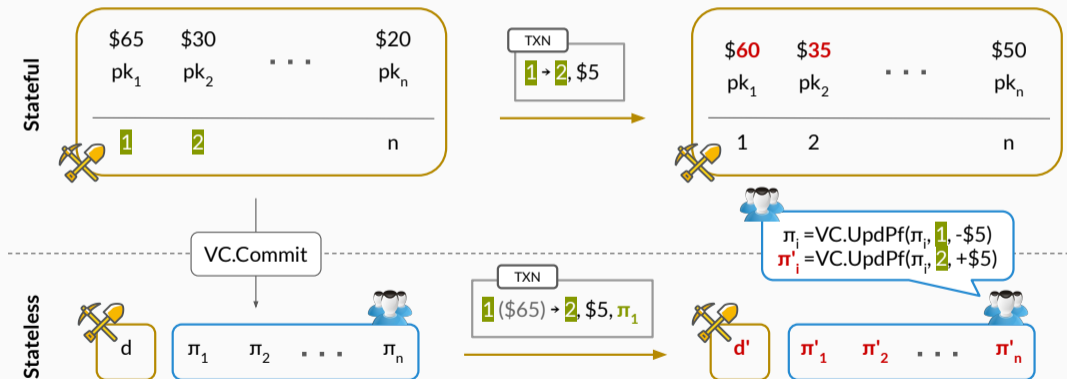 Stateful
$65 $30 $20
pk1 pk2 . . . pkn
1 2 n
TXN
1 → 2, $5
$60 $35 $50
pk1 pk2 . . . pkn
1 2 n
VC.Commit
πi =VC.UpdPf(πi, 1, -$5)
π'i =VC.UpdPf(πi, 2, +$5)
Stateless
d
π1 π2 . . . πn
TXN
1 ($65) → 2, $5, π1
d'
π'1 π'2 . . . π'n